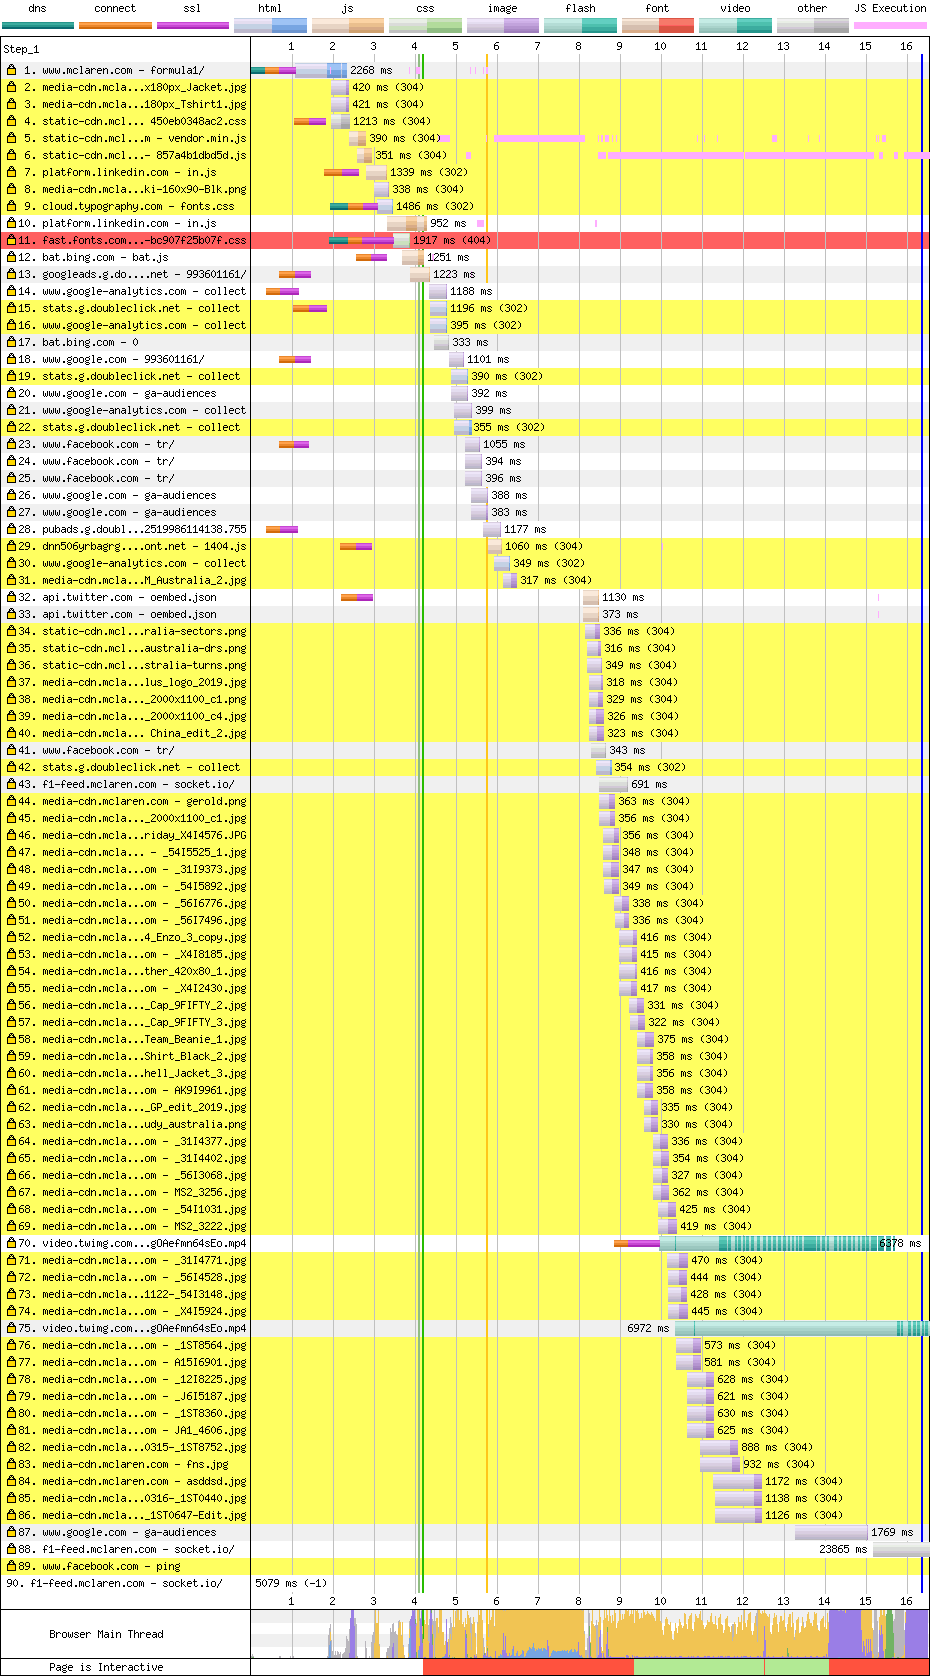 dns connect ssl html js css image flash font video other JS Execution
Step_1 1 2 3 4 5 6 7 8 9 10 11 12 13 14 15 16
1. www.mclaren.com - formula1/ 2268 ms
2. media-cdn.mcla...x180px_Jacket.jpg 420 ms (304)
3. media-cdn.mcla...180px_Tshirt1.jpg 421 ms (304)
4. static-cdn.mcl... 450eb0348ac2.css 1213 ms (304)
5. static-cdn.mcl...m - vendor.min.js 390 ms (304)
6. static-cdn.mcl...- 857a4b1dbd5d.js 351 ms (304)
7. platform.linkedin.com - in.js 1339 ms (302)
8. media-cdn.mcla...ki-160x90-Blk.png 338 ms (304)
9. cloud.typography.com - fonts.css 1486 ms (302)
10. platform.linkedin.com - in.js 952 ms
11. fast.fonts.com...-bc907f25b07f.css 1917 ms (404)
12. bat.bing.com - bat.js 1251 ms
13. googleads.g.do....net - 993601161/ 1223 ms
14. www.google-analytics.com - collect 1188 ms
15. stats.g.doubleclick.net - collect 1196 ms (302)
16. www.google-analytics.com - collect 395 ms (302)
17. bat.bing.com - 0 333 ms
18. www.google.com - 993601161/ 1101 ms
19. stats.g.doubleclick.net - collect 390 ms (302)
20. www.google.com - ga-audiences 392 ms
21. www.google-analytics.com - collect 399 ms
22. stats.g.doubleclick.net - collect 355 ms (302)
23. www.facebook.com - tr/ 1055 ms
24. www.facebook.com - tr/ 394 ms
25. www.facebook.com - tr/ 396 ms
26. www.google.com - ga-audiences 388 ms
27. www.google.com - ga-audiences 383 ms
28. pubads.g.doubl...2519986114138.755 1177 ms
29. dnn506yrbagrg....ont.net - 1404.js 1060 ms (304)
30. www.google-analytics.com - collect 349 ms (302)
31. media-cdn.mcla...M_Australia_2.jpg 317 ms (304)
32. api.twitter.com - oembed.json 1130 ms
33. api.twitter.com - oembed.json 373 ms
34. static-cdn.mcl...ralia-sectors.png 336 ms (304)
35. static-cdn.mcl...australia-drs.png 316 ms (304)
36. static-cdn.mcl...stralia-turns.png 349 ms (304)
37. media-cdn.mcla...lus_logo_2019.jpg 318 ms (304)
38. media-cdn.mcla..._2000x1100_c1.png 329 ms (304)
39. media-cdn.mcla..._2000x1100_c4.jpg 326 ms (304)
40. media-cdn.mcla... China_edit_2.jpg 323 ms (304)
41. www.facebook.com - tr/ 343 ms
42. stats.g.doubleclick.net - collect 354 ms (302)
43. f1-feed.mclaren.com - socket.io/ 691 ms
44. media-cdn.mclaren.com - gerold.png 363 ms (304)
45. media-cdn.mcla..._2000x1100_c1.jpg 356 ms (304)
46. media-cdn.mcla...riday_X4I4576.JPG 356 ms (304)
47. media-cdn.mcla... - _54I5525_1.jpg 348 ms (304)
48. media-cdn.mcla...om - _31I9373.jpg 347 ms (304)
49. media-cdn.mcla...om - _54I5892.jpg 349 ms (304)
50. media-cdn.mcla...om - _56I6776.jpg 338 ms (304)
51. media-cdn.mcla...om - _56I7496.jpg 336 ms (304)
52. media-cdn.mcla...4_Enzo_3_copy.jpg 416 ms (304)
53. media-cdn.mcla...om - _X4I8185.jpg 415 ms (304)
54. media-cdn.mcla...ther_420x80_1.jpg 416 ms (304)
55. media-cdn.mcla...om - _X4I2430.jpg 417 ms (304)
56. media-cdn.mcla..._Cap_9FIFTY_2.jpg 331 ms (304)
57. media-cdn.mcla..._Cap_9FIFTY_3.jpg 322 ms (304)
58. media-cdn.mcla...Team_Beanie_1.jpg 375 ms (304)
59. media-cdn.mcla...Shirt_Black_2.jpg 358 ms (304)
60. media-cdn.mcla...hell_Jacket_3.jpg 356 ms (304)
61. media-cdn.mcla...om - AK9I9961.jpg 358 ms (304)
62. media-cdn.mcla..._GP_edit_2019.jpg 335 ms (304)
63. media-cdn.mcla...udy_australia.png 330 ms (304)
64. media-cdn.mcla...om - _31I4377.jpg 336 ms (304)
65. media-cdn.mcla...om - _31I4402.jpg 354 ms (304)
66. media-cdn.mcla...om - _56I3068.jpg 327 ms (304)
67. media-cdn.mcla...om - MS2_3256.jpg 362 ms (304)
68. media-cdn.mcla...om - _54I1031.jpg 425 ms (304)
69. media-cdn.mcla...om - MS2_3222.jpg 419 ms (304)
70. video.twimg.com...gOAefmn64sEo.mp4 6378 ms
71. media-cdn.mcla...om - _31I4771.jpg 470 ms (304)
72. media-cdn.mcla...om - _56I4528.jpg 444 ms (304)
73. media-cdn.mcla...1122-_54I3148.jpg 428 ms (304)
74. media-cdn.mcla...om - _X4I5924.jpg 445 ms (304)
75. video.twimg.com...gOAefmn64sEo.mp4 6972 ms
76. media-cdn.mcla...om - _1ST8564.jpg 573 ms (304)
77. media-cdn.mcla...om - A15I6901.jpg 581 ms (304)
78. media-cdn.mcla...om - _12I8225.jpg 628 ms (304)
79. media-cdn.mcla...om - _J6I5187.jpg 621 ms (304)
80. media-cdn.mcla...om - _1ST8360.jpg 630 ms (304)
81. media-cdn.mcla...om - JA1_4606.jpg 625 ms (304)
82. media-cdn.mcla...0315-_1ST8752.jpg 888 ms (304)
83. media-cdn.mclaren.com - fns.jpg 932 ms (304)
84. media-cdn.mclaren.com - asddsd.jpg 1172 ms (304)
85. media-cdn.mcla...0316-_1ST0440.jpg 1138 ms (304)
86. media-cdn.mcla..._1ST0647-Edit.jpg 1126 ms (304)
87. www.google.com - ga-audiences 1769 ms
88. f1-feed.mclaren.com - socket.io/ 23865 ms
89. www.facebook.com - ping
90. f1-feed.mclaren.com - socket.io/ 5079 ms (-1)
1 2 3 4 5 6 7 8 9 10 11 12 13 14 15 16
Browser Main Thread
Page is Interactive